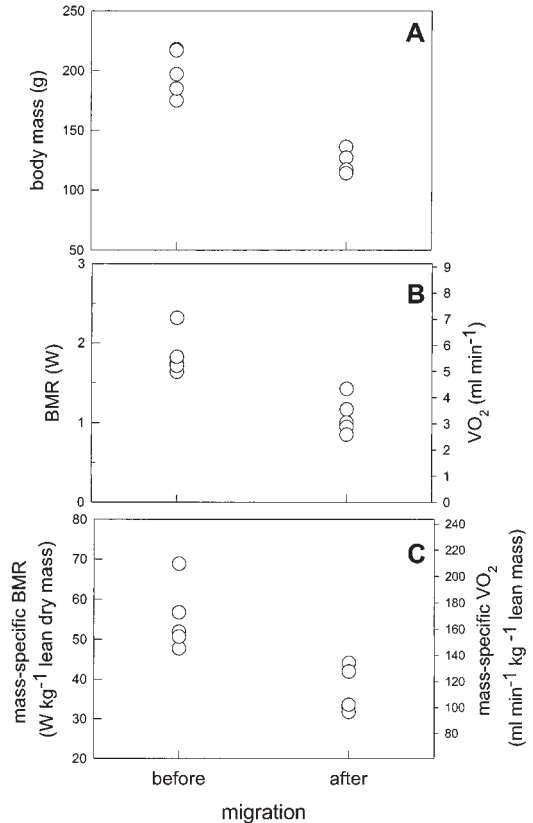 A
250
200
150
100
50
body mass (g)
B
3
2
1
0
BMR (W)
9
8
7
6
5
4
3
2
1
0
VO2 (ml min-1)
C
80
70
60
50
40
30
20
mass-specific BMR
(W kg-1 lean dry mass)
240
220
200
180
160
140
120
100
80
mass-specific VO2
(ml min-1 kg-1 lean mass)
before after
migration